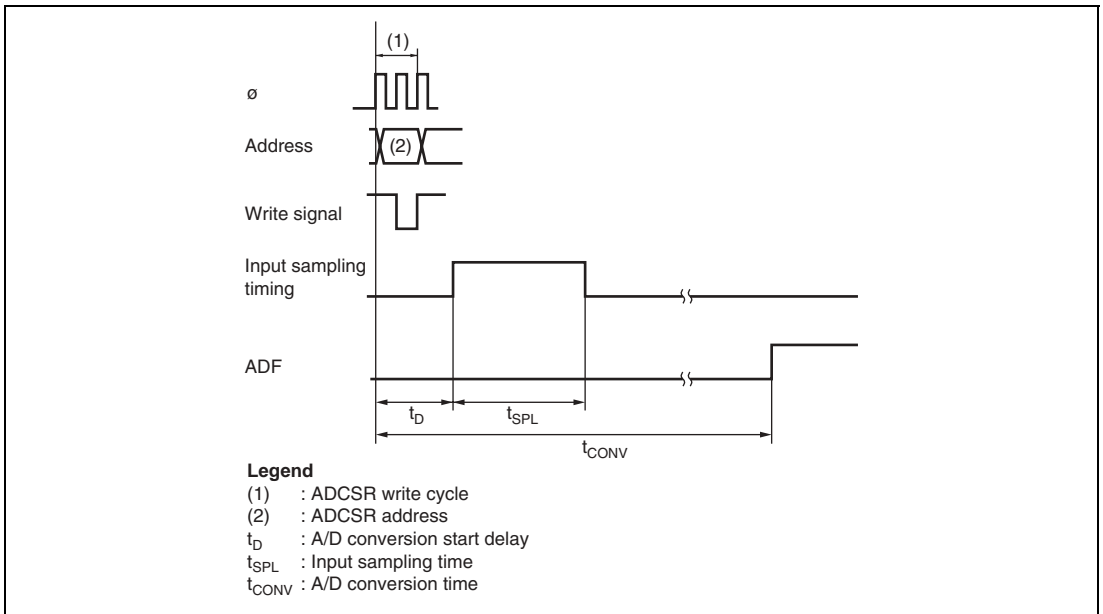 (1)
ø
Address
(2)
Write signal
Input sampling
timing
ADF
tD
tSPL
tCONV
Legend
(1) : ADCSR write cycle
(2) : ADCSR address
tD : A/D conversion start delay
tSPL : Input sampling time
tCONV : A/D conversion time